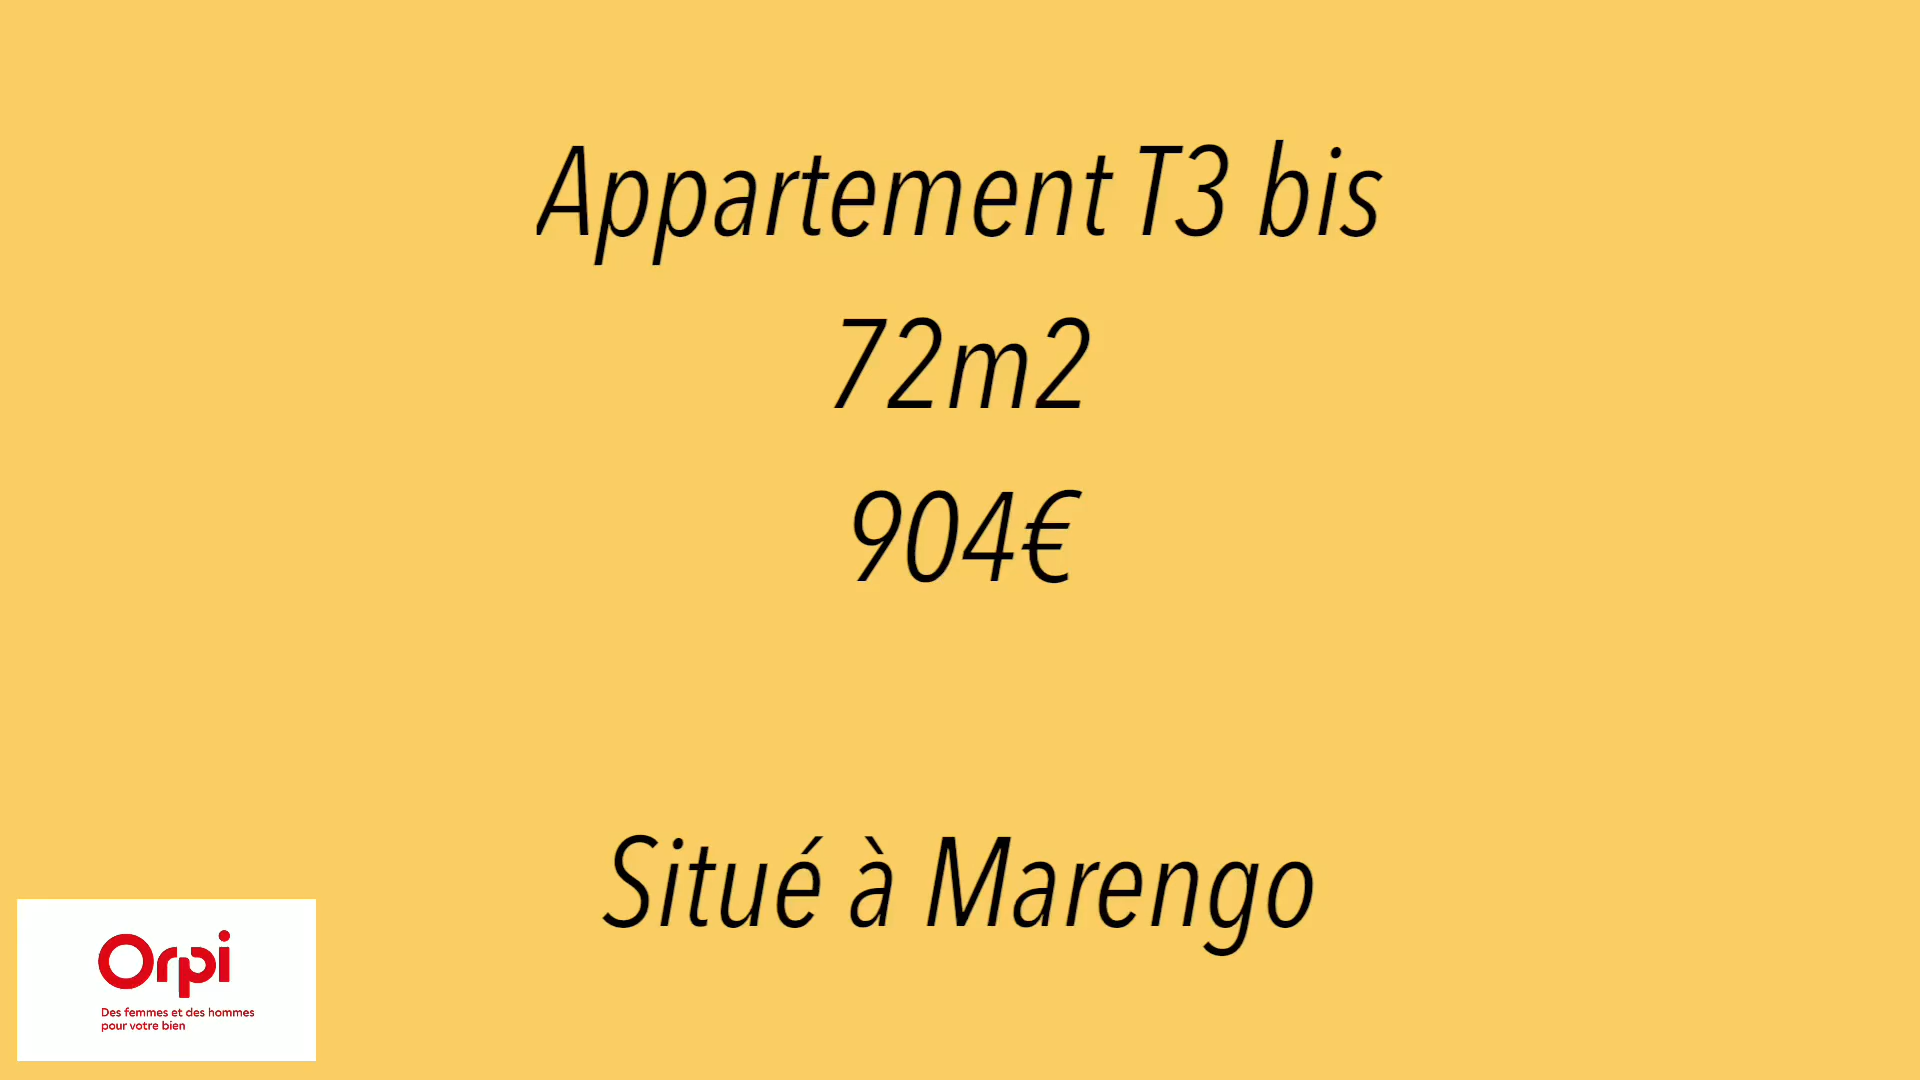 Appartement T3 bis
72m2
904€
Situé à Marengo
Orpi
Des femmes et des hommes
pour votre bien